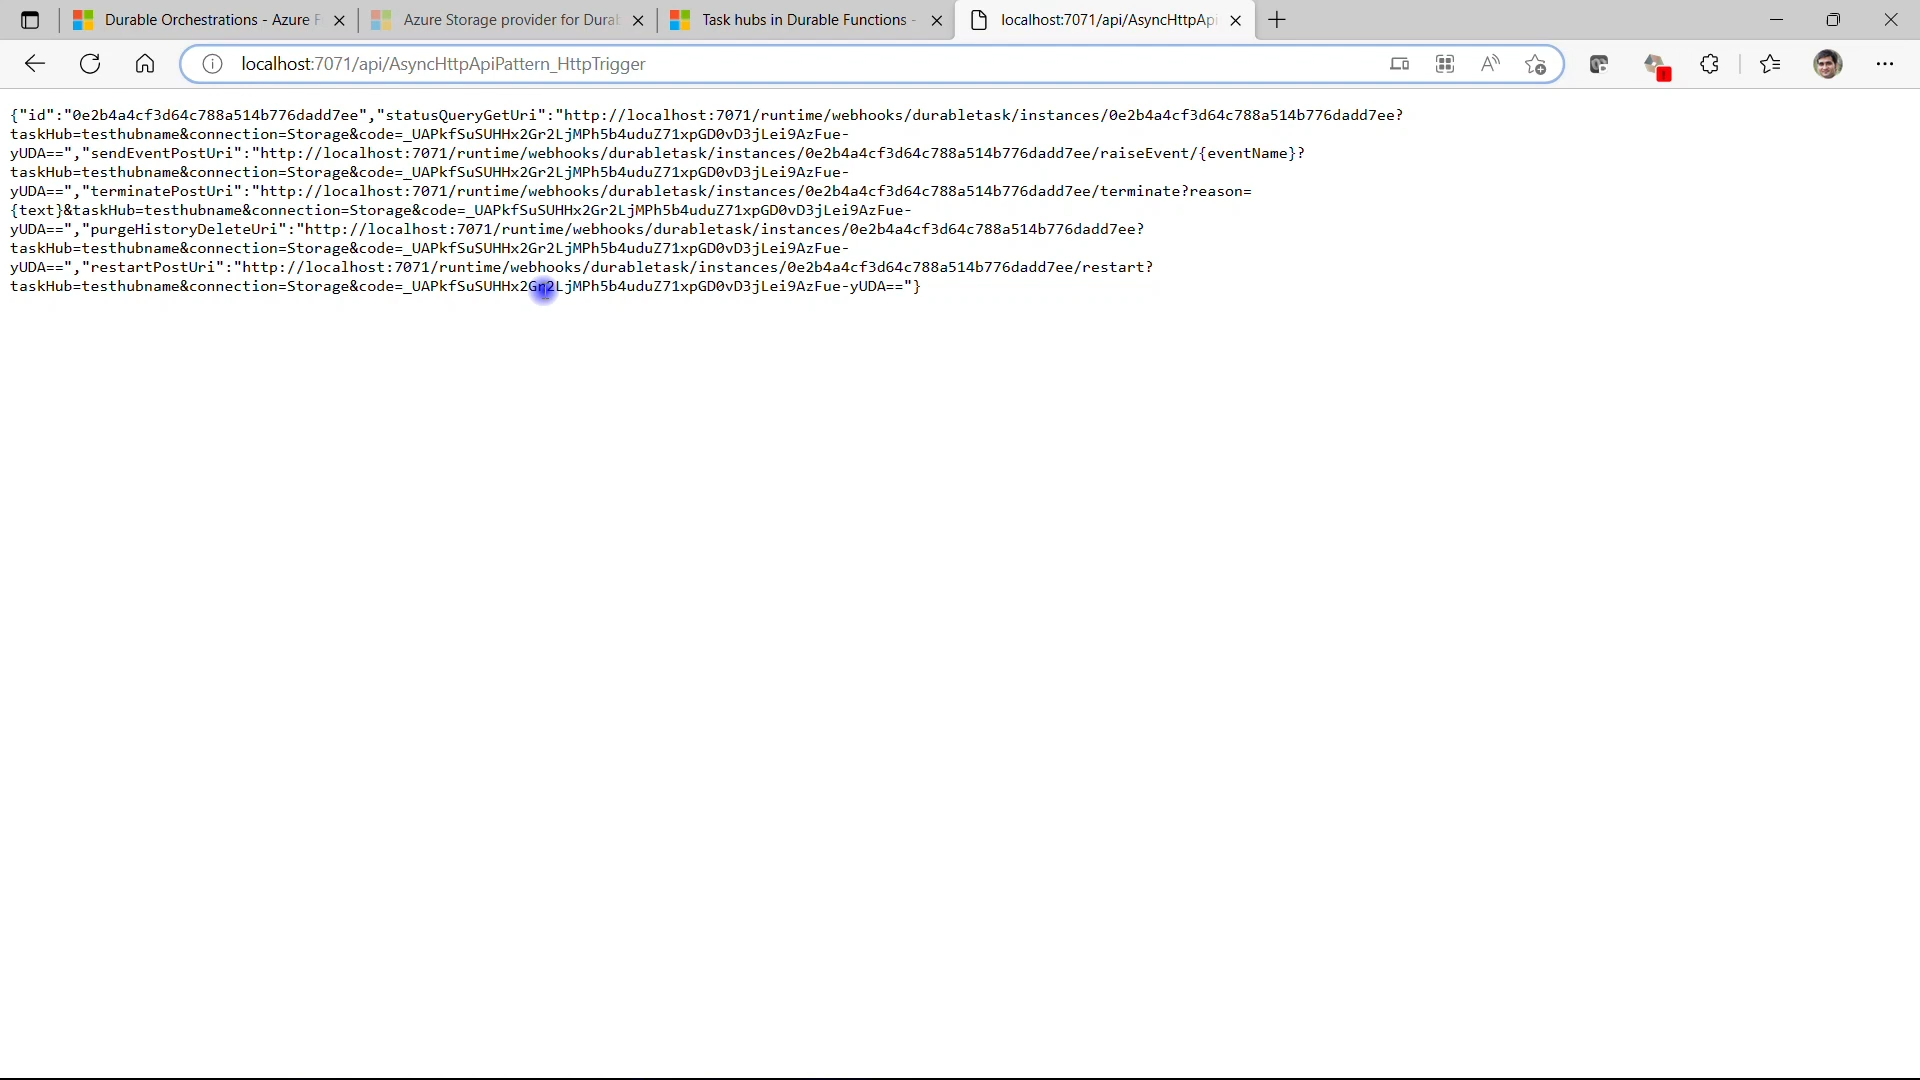 Durable Orchestrations - Azure F
Azure Storage provider for Dural
Task hubs in Durable Functions -
localhost:7071/api/AsyncHttpApi
localhost:7071/api/AsyncHttpApiPattern_HttpTrigger
{"id":"0e2b4a4cf3d64c788a514b776dadd7ee","statusQueryGetUri":"http://localhost:7071/runtime/webhooks/durabletask/instances/0e2b4a4cf3d64c788a514b776dadd7ee?
taskHub=testhubname&connection=Storage&code=_UAPkfSuSUHHx2Gr2LjMPh5b4uduZ71xpGD0vD3jLei9AzFue-
yUDA==","sendEventPostUri":"http://localhost:7071/runtime/webhooks/durabletask/instances/0e2b4a4cf3d64c788a514b776dadd7ee/raiseEvent/{eventName}?
taskHub=testhubname&connection=Storage&code=_UAPkfSuSUHHx2Gr2LjMPh5b4uduZ71xpGD0vD3jLei9AzFue-
yUDA==","terminatePostUri":"http://localhost:7071/runtime/webhooks/durabletask/instances/0e2b4a4cf3d64c788a514b776dadd7ee/terminate?reason=
{text}&taskHub=testhubname&connection=Storage&code=_UAPkfSuSUHHx2Gr2LjMPh5b4uduZ71xpGD0vD3jLei9AzFue-
yUDA==","purgeHistoryDeleteUri":"http://localhost:7071/runtime/webhooks/durabletask/instances/0e2b4a4cf3d64c788a514b776dadd7ee?
taskHub=testhubname&connection=Storage&code=_UAPkfSuSUHHx2Gr2LjMPh5b4uduZ71xpGD0vD3jLei9AzFue-
yUDA==","restartPostUri":"http://localhost:7071/runtime/webhooks/durabletask/instances/0e2b4a4cf3d64c788a514b776dadd7ee/restart?
taskHub=testhubname&connection=Storage&code=_UAPkfSuSUHHx2Gr2LjMPh5b4uduZ71xpGD0vD3jLei9AzFue-yUDA=="}